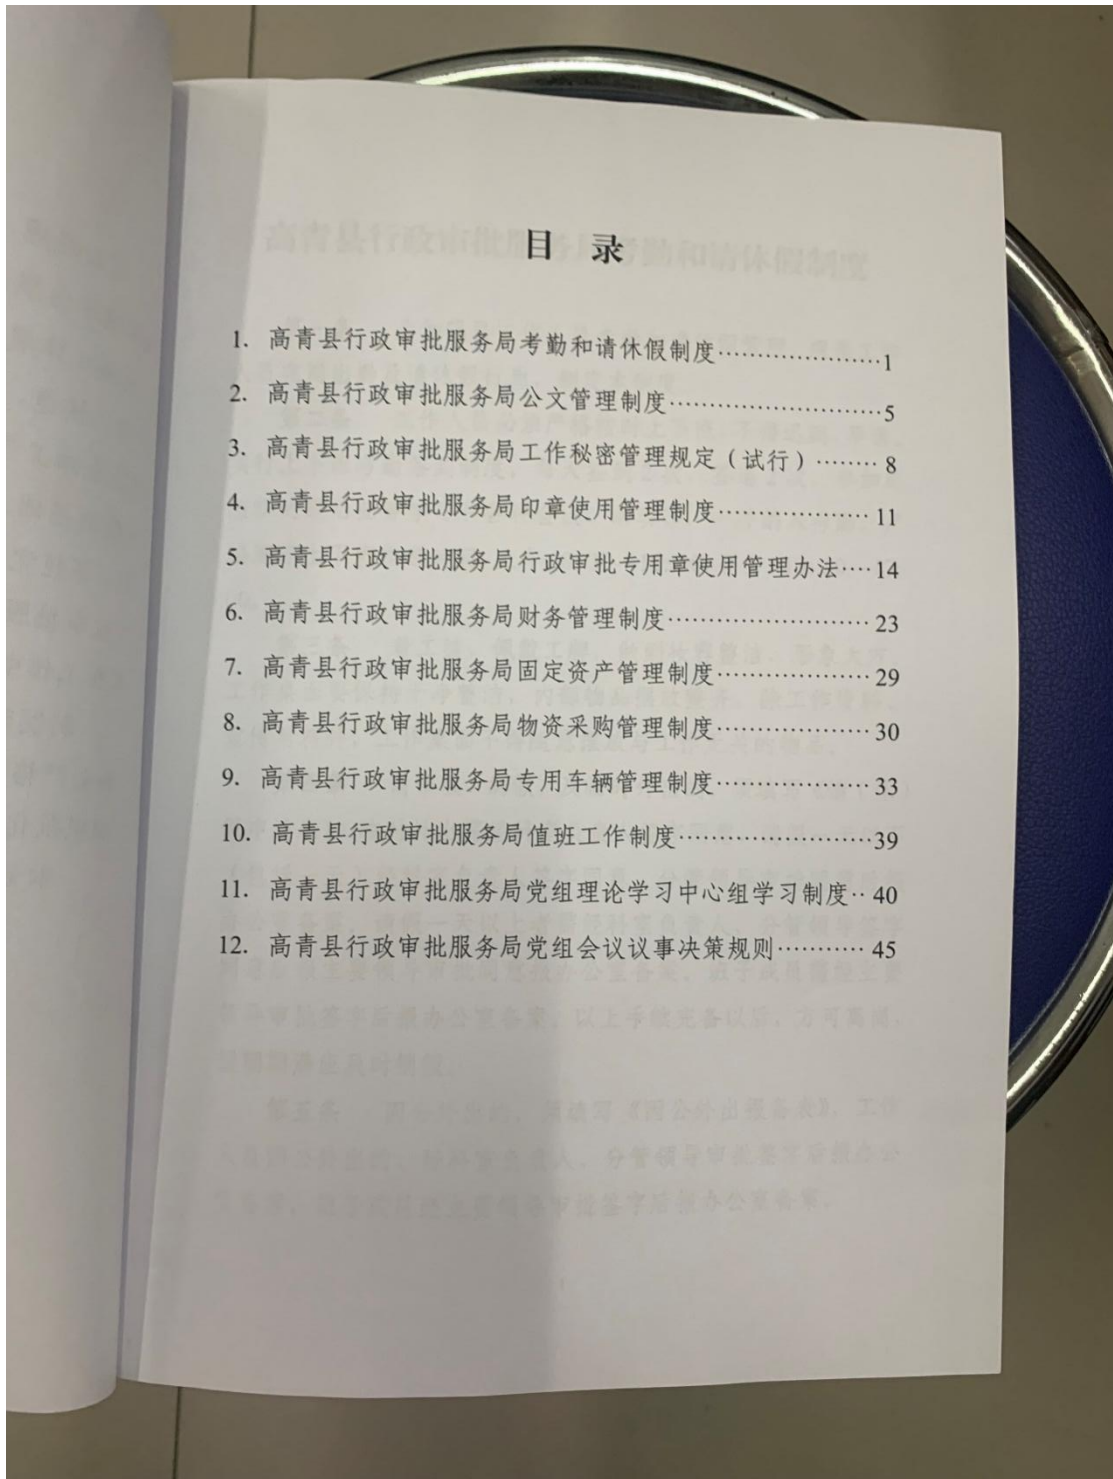 目 录
1. 高青县行政审批服务局考勤和请休假制度····················1
2. 高青县行政审批服务局公文管理制度··························5
3. 高青县行政审批服务局工作秘密管理规定（试行）········8
4. 高青县行政审批服务局印章使用管理制度··················11
5. 高青县行政审批服务局行政审批专用章使用管理办法····14
6. 高青县行政审批服务局财务管理制度························23
7. 高青县行政审批服务局固定资产管理制度··················29
8. 高青县行政审批服务局物资采购管理制度··················30
9. 高青县行政审批服务局专用车辆管理制度··················33
10. 高青县行政审批服务局值班工作制度·······················39
11. 高青县行政审批服务局党组理论学习中心组学习制度··40
12. 高青县行政审批服务局党组会议议事决策规则··········45